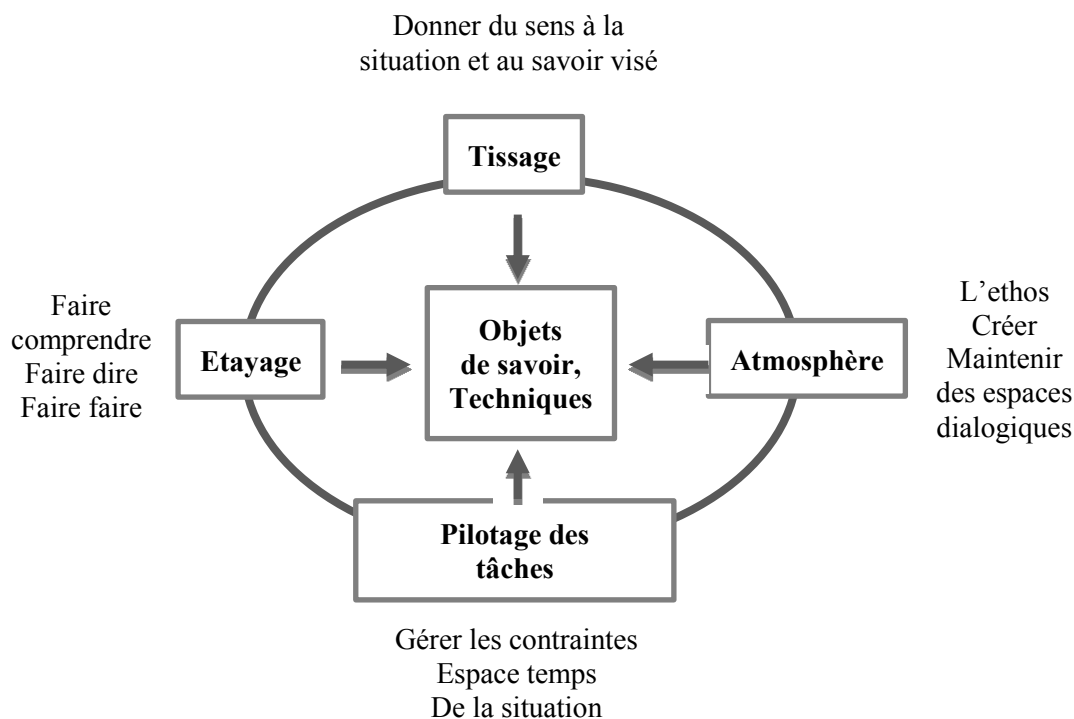 Donner du sens à la
situation et au savoir visé
Tissage
Faire
comprendre
Faire dire
Faire faire
Etayage
Objets
de savoir,
Techniques
Atmosphère
L’ethos
Créer
Maintenir
des espaces
dialogiques
Pilotage des
tâches
Gérer les contraintes
Espace temps
De la situation